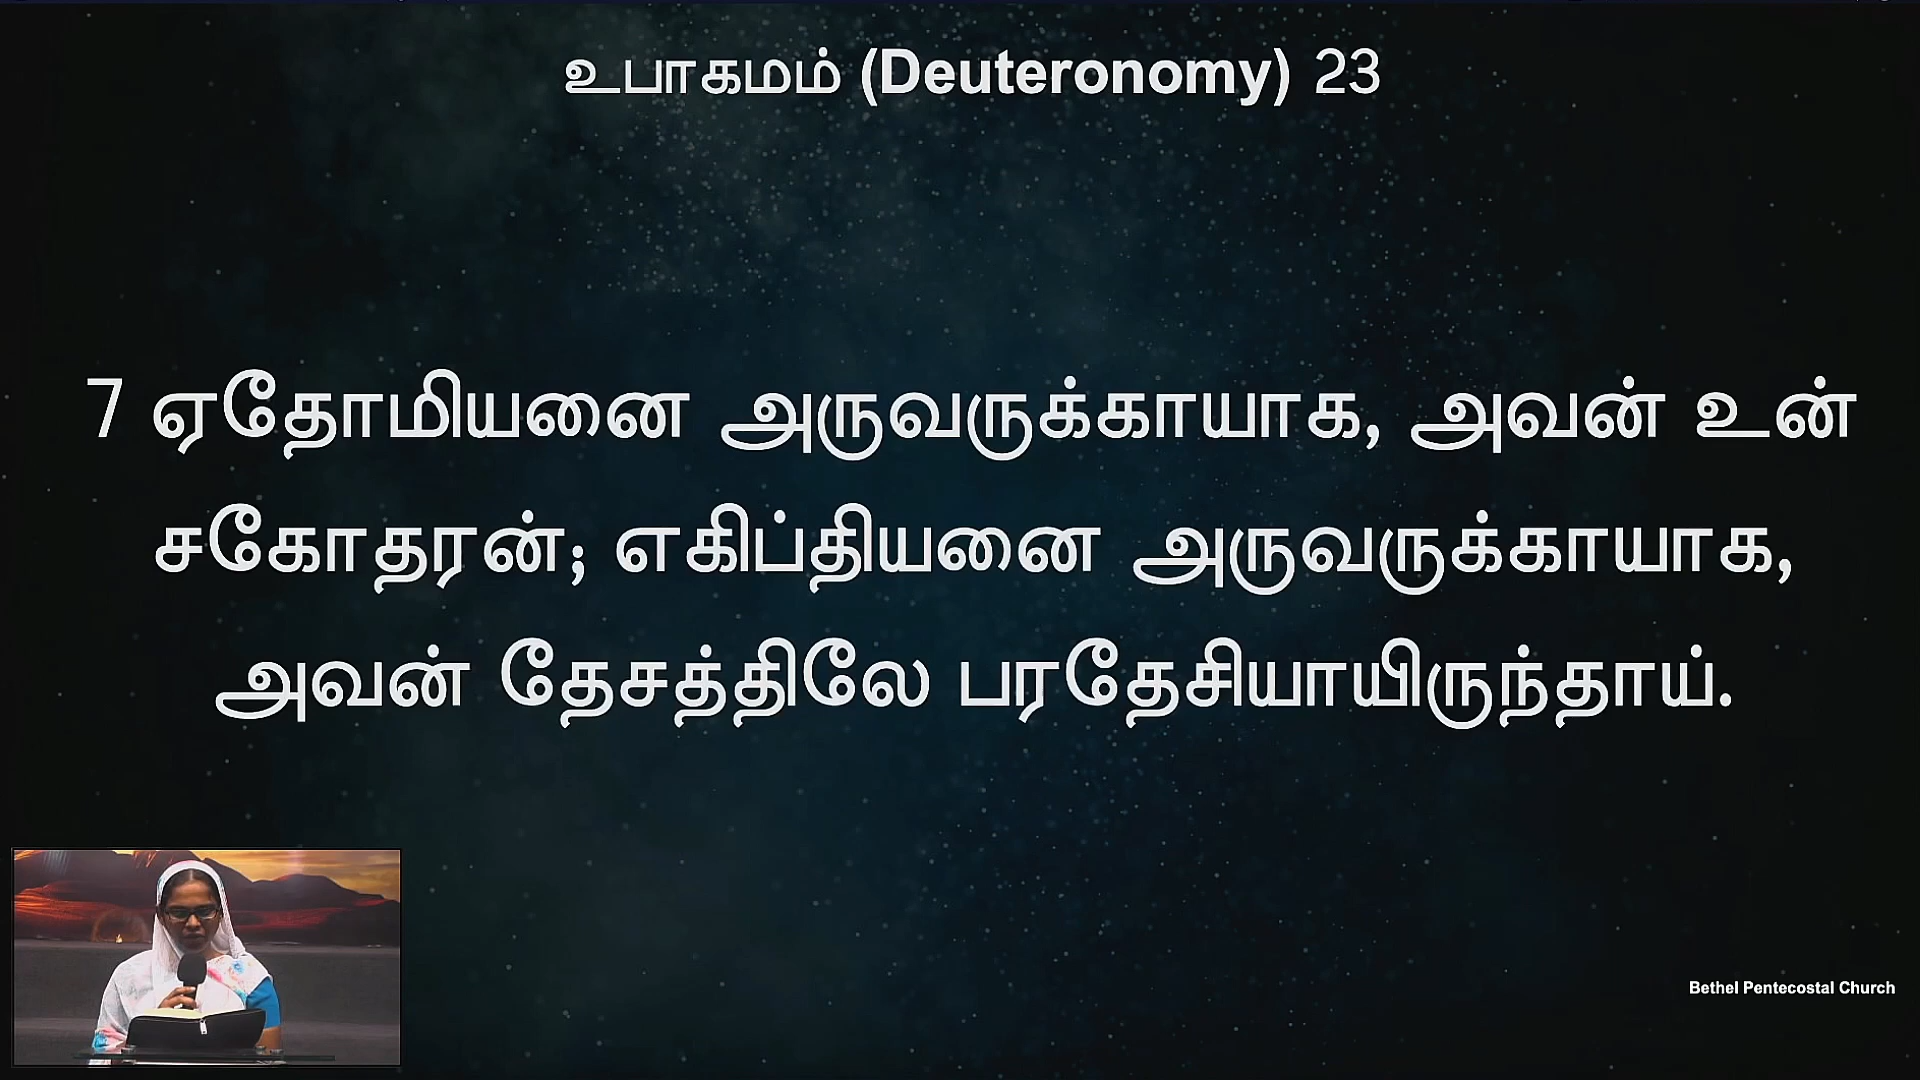 உபாகமம் (Deuteronomy) 23
7 ஏதோமியனை அருவருக்காயாக, அவன் உன்
சகோதரன்; எகிப்தியனை அருவருக்காயாக,
அவன் தேசத்திலே பரதேசியாயிருந்தாய்.
Bethel Pentecostal Church